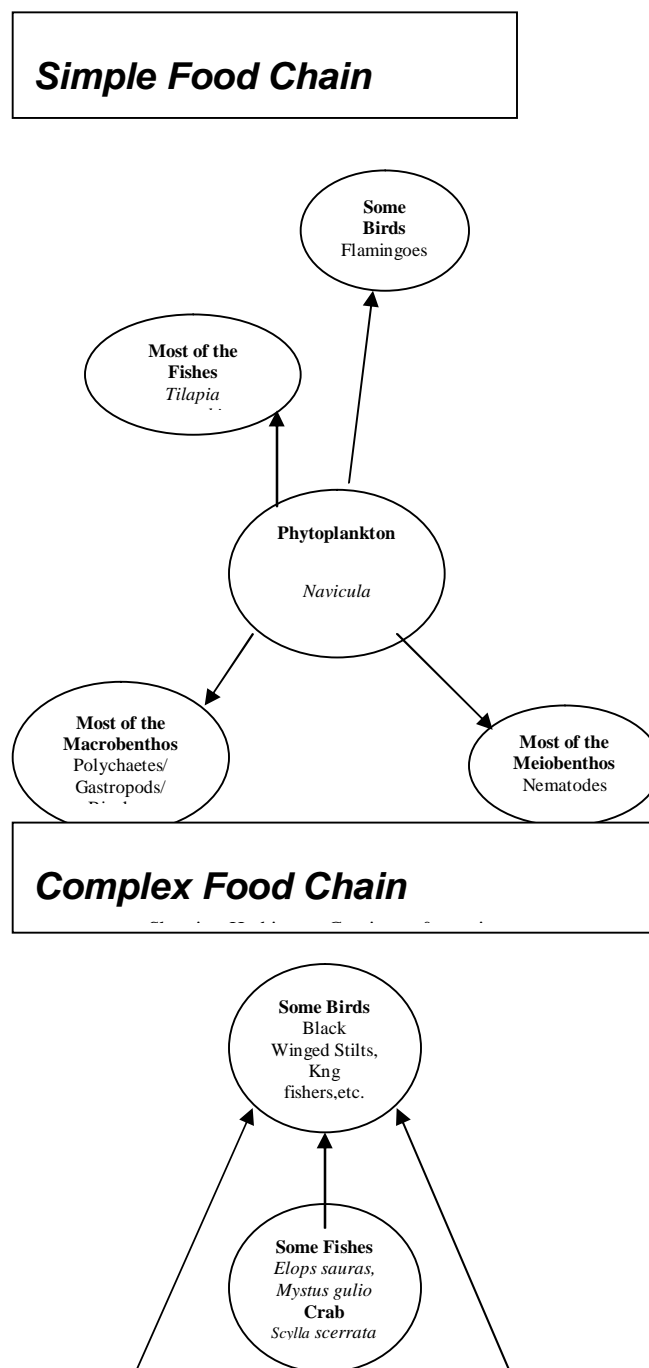 Simple Food Chain
Some
Birds
Flamingoes
Most of the
Fishes
Tilapia
Phytoplankton
Navicula
Most of the
Macrobenthos
Polychaetes/
Gastropods/
Most of the
Meiobenthos
Nematodes
Complex Food Chain
Some Birds
Black
Winged Stilts,
Kng
fishers,etc.
Some Fishes
Elops sauras,
Mystus gulio
Crab
Scylla scerrata